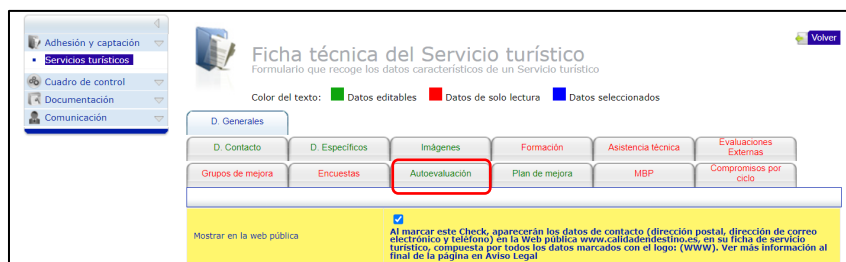 Adhesión y captación
Servicios turísticos
Cuadro de control
Documentación
Comunicación
Volver
Ficha técnica del Servicio turístico
Formulario que recoge los datos característicos de un Servicio turístico
Color del texto: Datos editables Datos de solo lectura Datos seleccionados
D. Generales
D. Contacto D. Específicos Imágenes Formación Asistencia técnica Evaluaciones
Externas
Grupos de mejora Encuestas Autoevaluación Plan de mejora MBP Compromisos por
ciclo
Mostrar en la web pública
Al marcar este Check, aparecerán los datos de contacto (dirección postal, dirección de correo
electrónico y teléfono) en la Web pública www.calidadendestino.es, en su ficha de servicio
turístico, compuesta por todos los datos marcados con el logo: (WWW). Ver más información al
final de la página en Aviso Legal